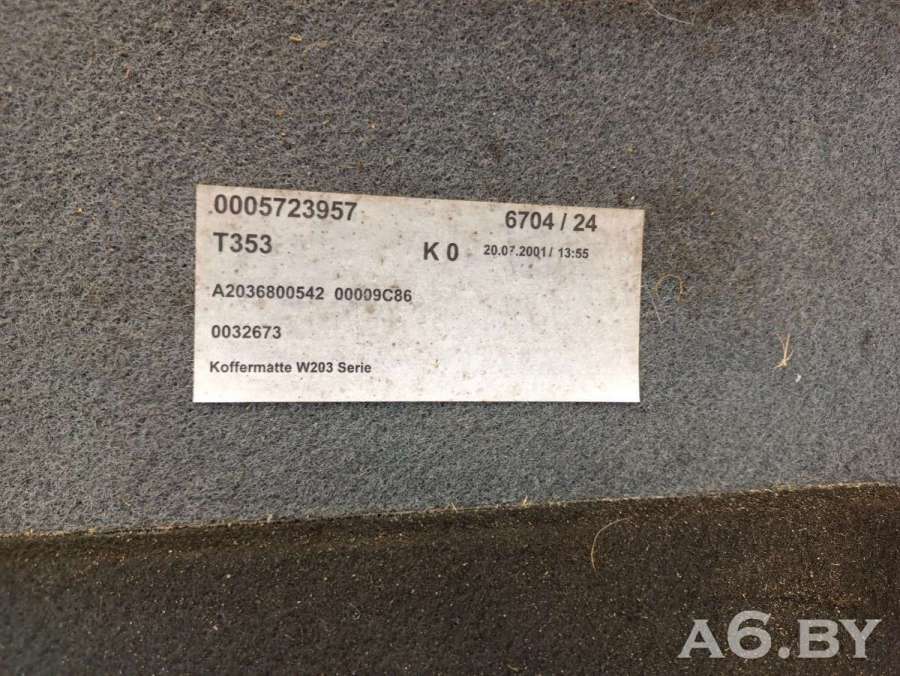 0005723957 6704 / 24
T353 K 0 20.07.2001 / 13:55
A2036800542 00009C86
0032673
Koffermatte W203 Serie
A6.BY